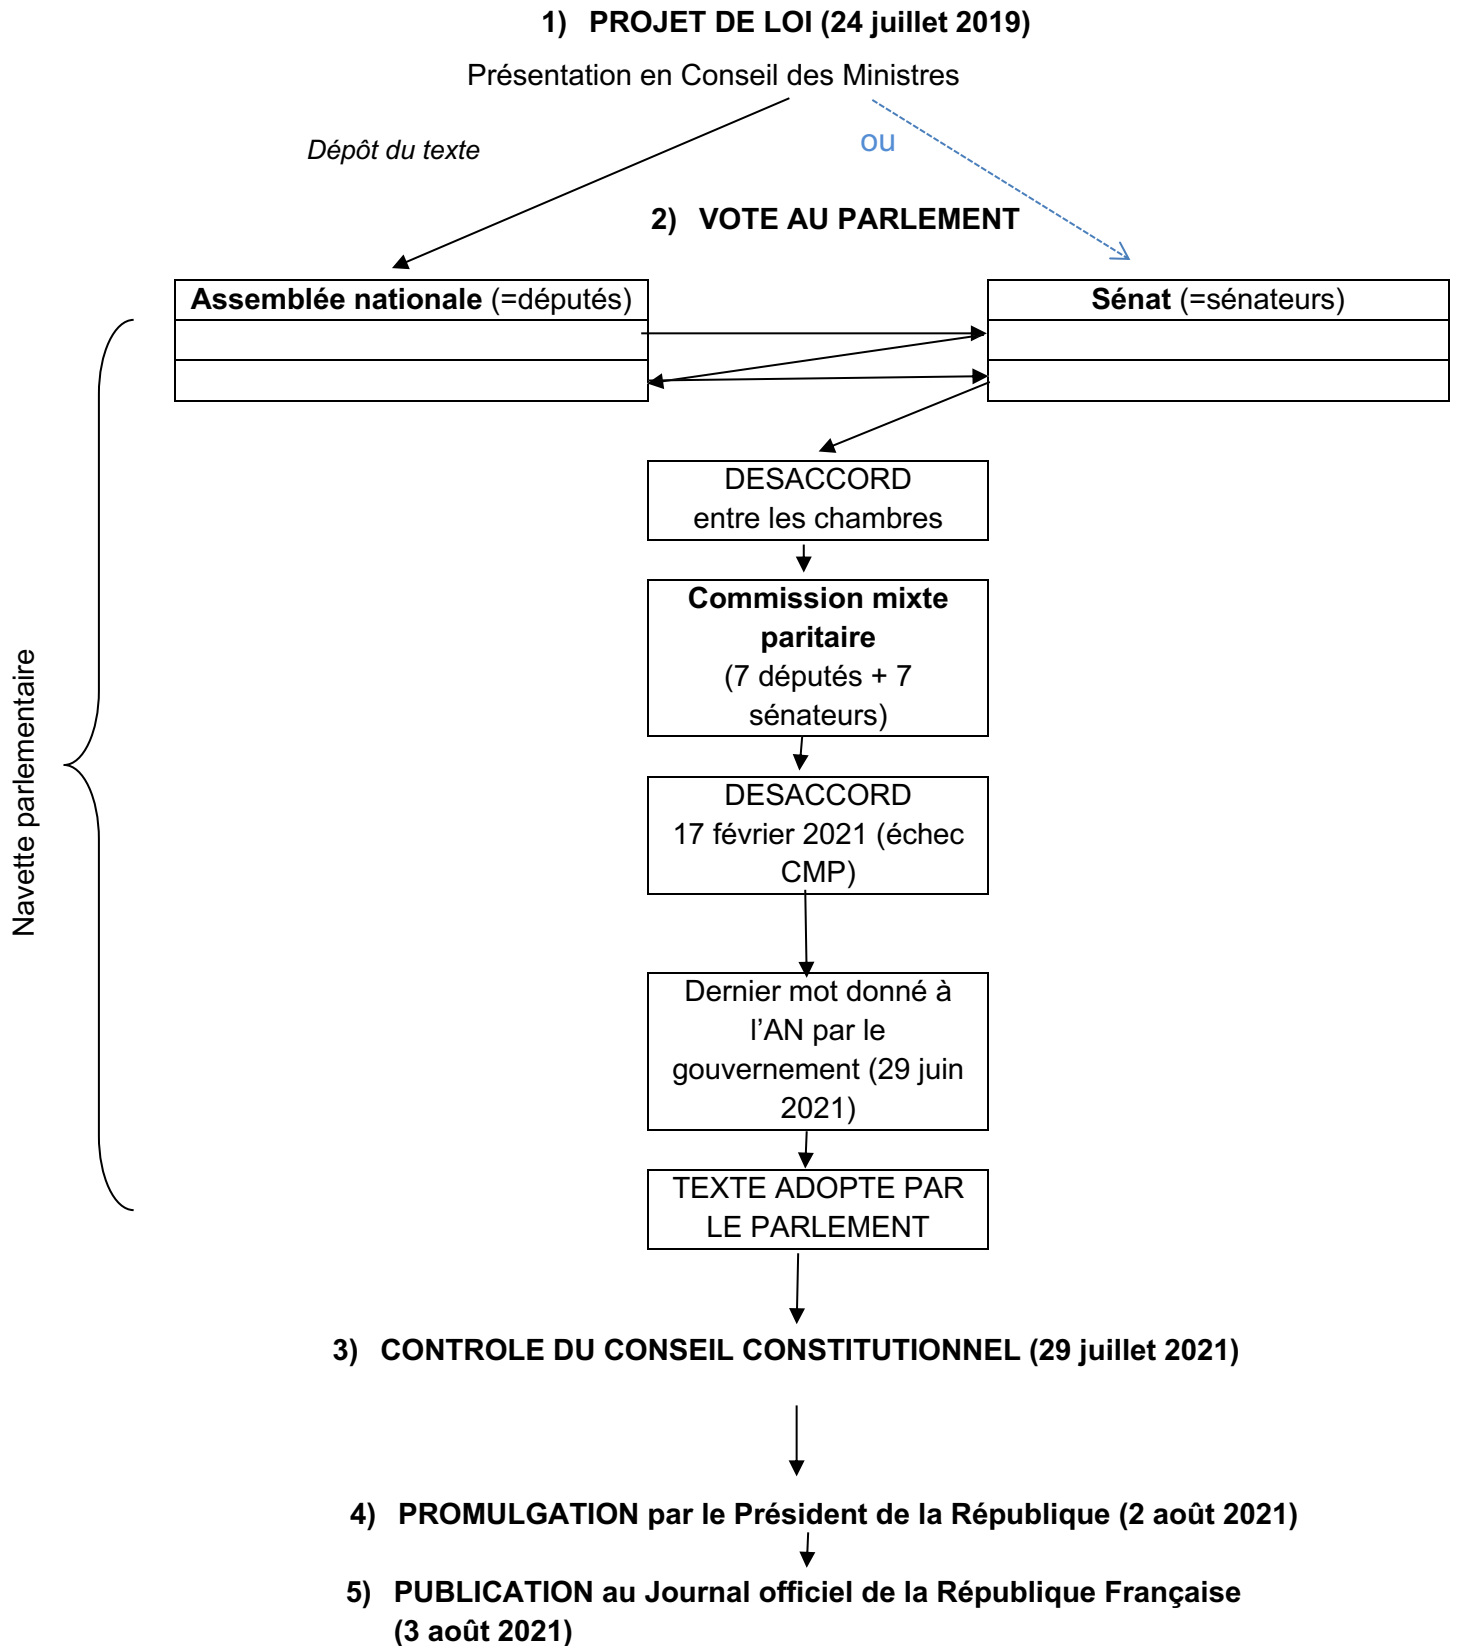 1) PROJET DE LOI (24 juillet 2019)
Présentation en Conseil des Ministres
Dépôt du texte
ou
2) VOTE AU PARLEMENT
Assemblée nationale (=députés)
Sénat (=sénateurs)
DESACCORD
entre les chambres
Commission mixte
paritaire
(7 députés + 7
sénateurs)
Navette parlementaire
DESACCORD
17 février 2021 (échec
CMP)
Dernier mot donné à
l’AN par le
gouvernement (29 juin
2021)
TEXTE ADOPTE PAR
LE PARLEMENT
3) CONTROLE DU CONSEIL CONSTITUTIONNEL (29 juillet 2021)
4) PROMULGATION par le Président de la République (2 août 2021)
5) PUBLICATION au Journal officiel de la République Française
(3 août 2021)